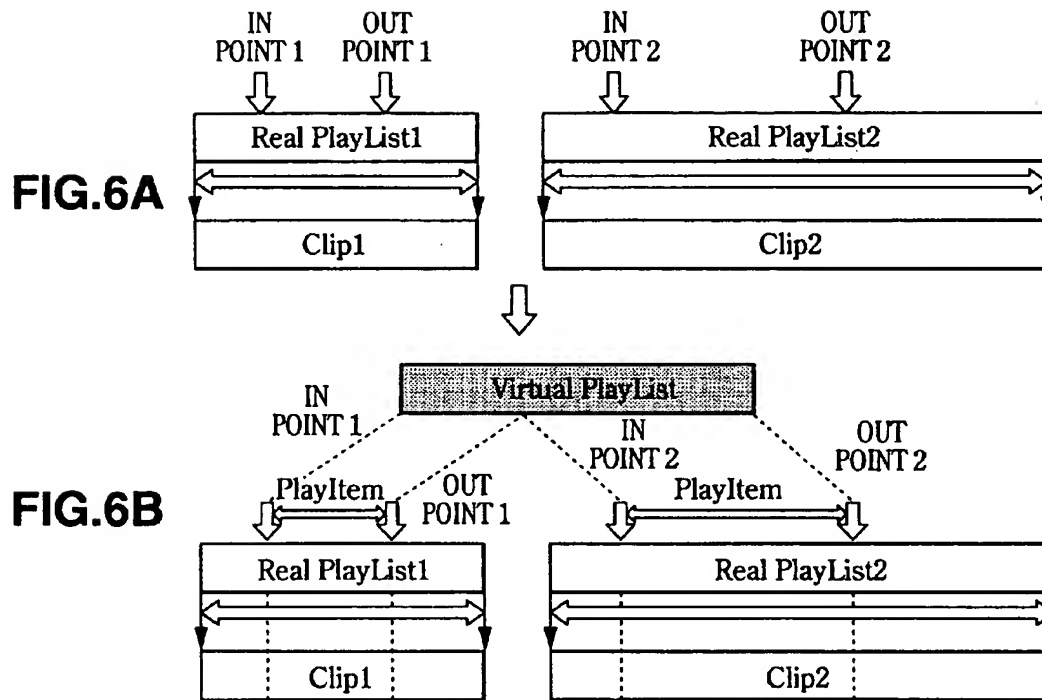 IN
POINT 1
OUT
POINT 1
IN
POINT 2
OUT
POINT 2
Real PlayList1
Real PlayList2
FIG.6A
Clip1
Clip2
Virtual PlayList
IN
POINT 1
IN
POINT 2
OUT
POINT 2
FIG.6B
PlayItem
OUT
POINT 1
PlayItem
Real PlayList1
Real PlayList2
Clip1
Clip2